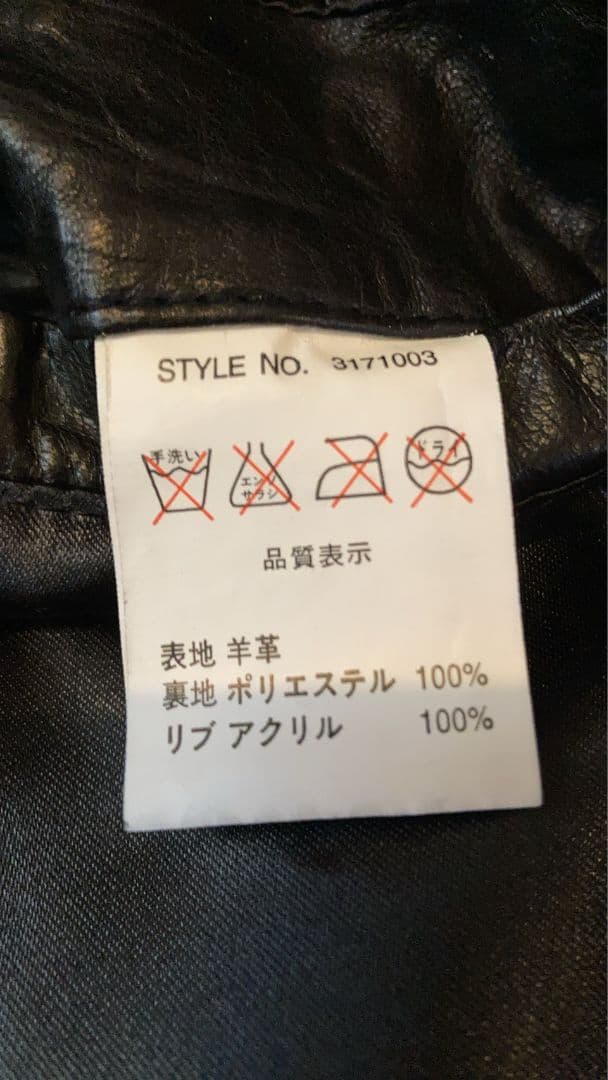 STYLE No. 3171003
手洗い エンソ サラシ ドライ
品質表示
表地 羊革
裏地 ポリエステル 100%
リブ アクリル 100%